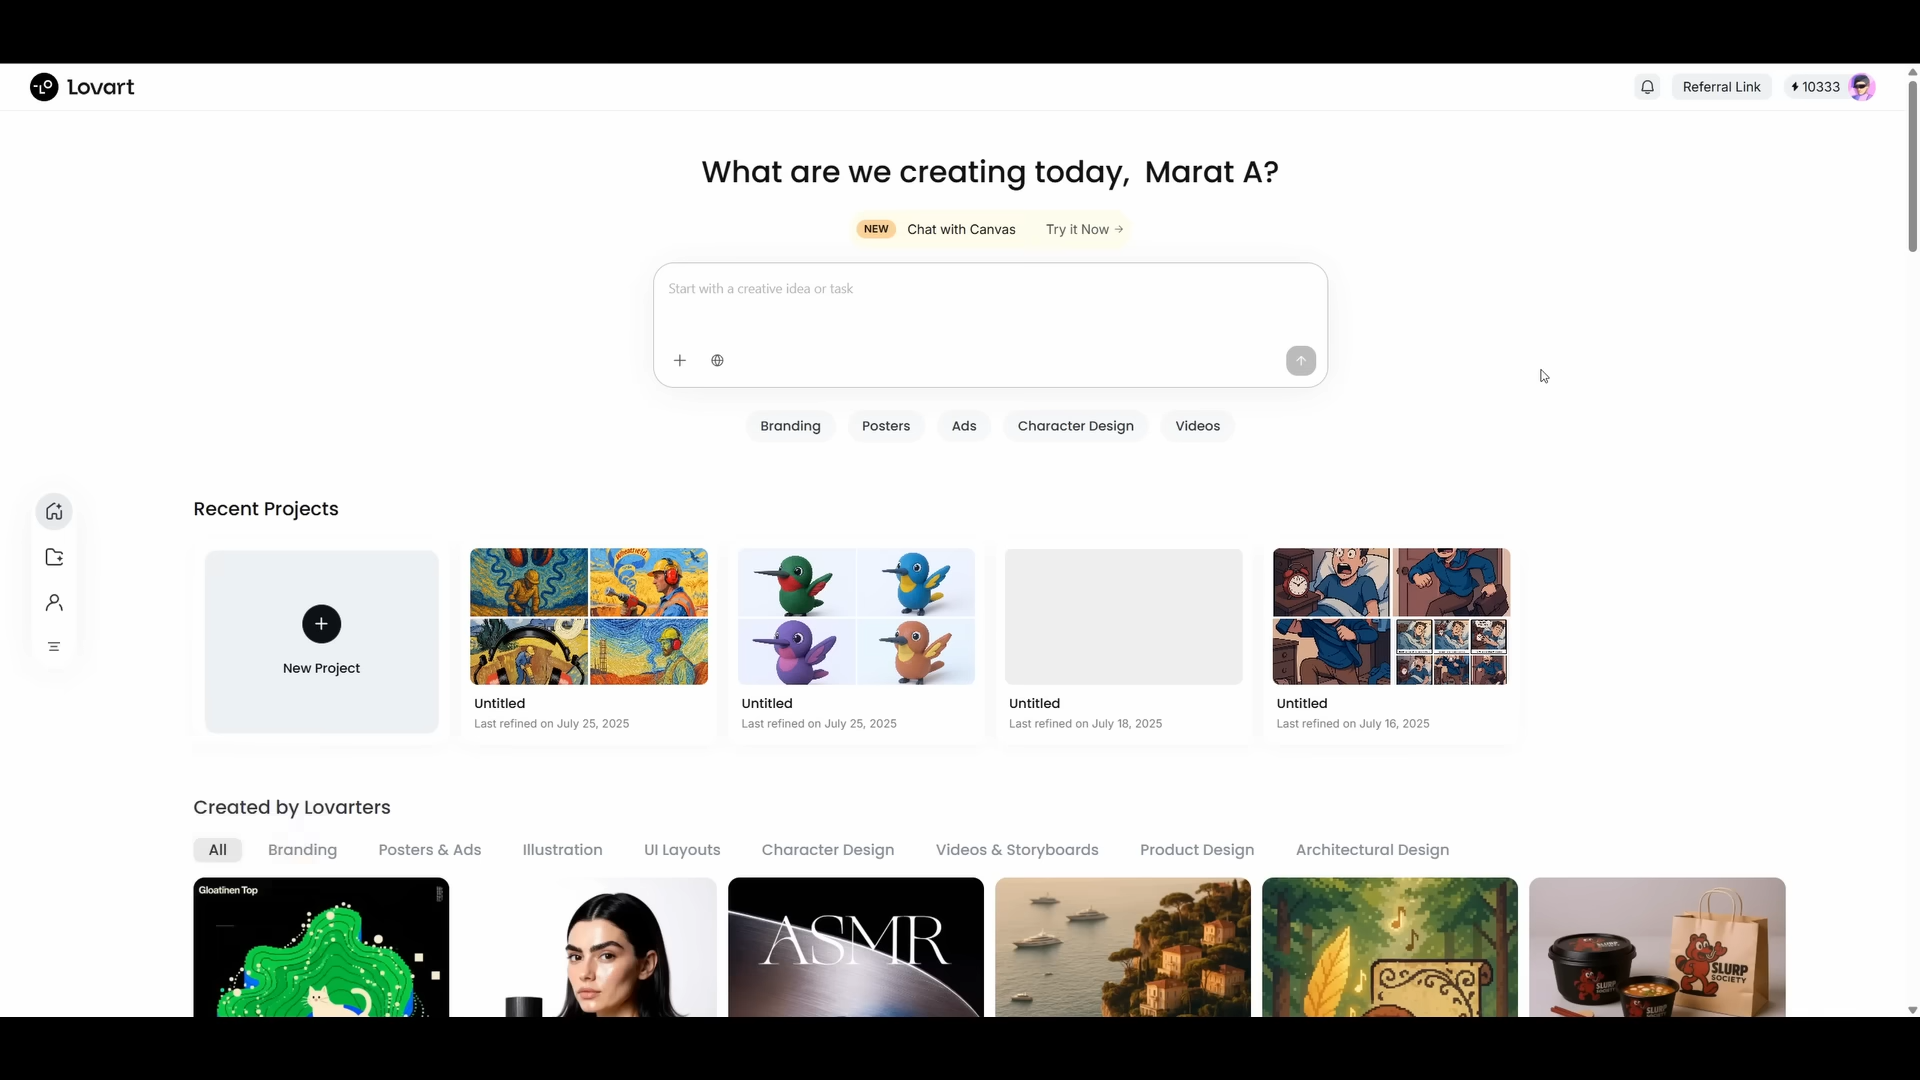 Lovart
Referral Link
10333
What are we creating today, Marat A?
NEW Chat with Canvas Try it Now →
Start with a creative idea or task
Branding
Posters
Ads
Character Design
Videos
Recent Projects
New Project
Untitled
Last refined on July 25, 2025
Untitled
Last refined on July 25, 2025
Untitled
Last refined on July 18, 2025
Untitled
Last refined on July 16, 2025
Created by Lovarters
All
Branding
Posters & Ads
Illustration
UI Layouts
Character Design
Videos & Storyboards
Product Design
Architectural Design
Gloatinen Top
ASMR
SLURP
SOCIETY